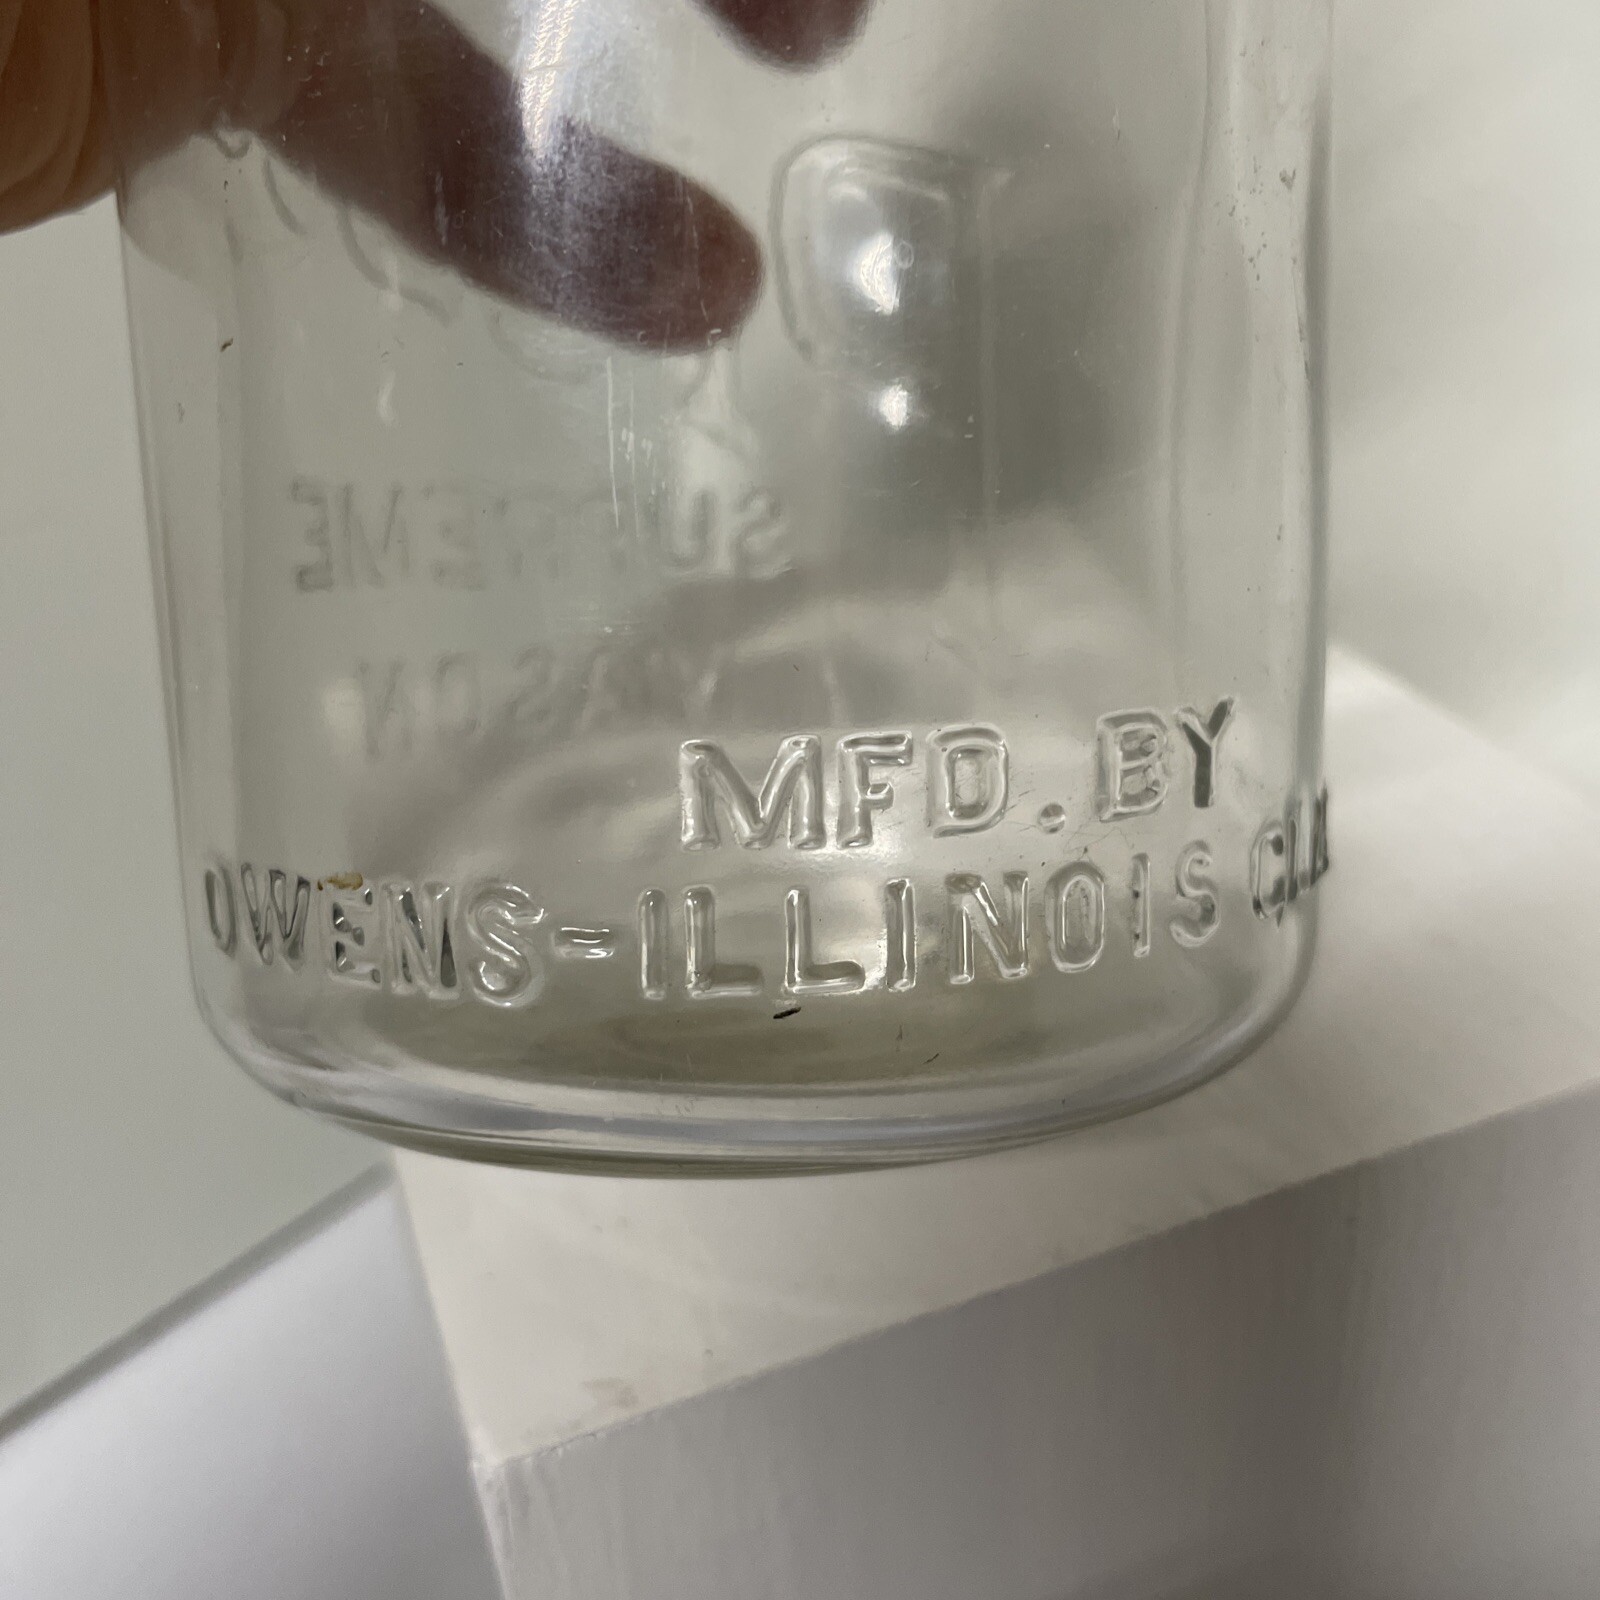 SUPREME
MASON
MFD. BY
OWENS-ILLINOIS